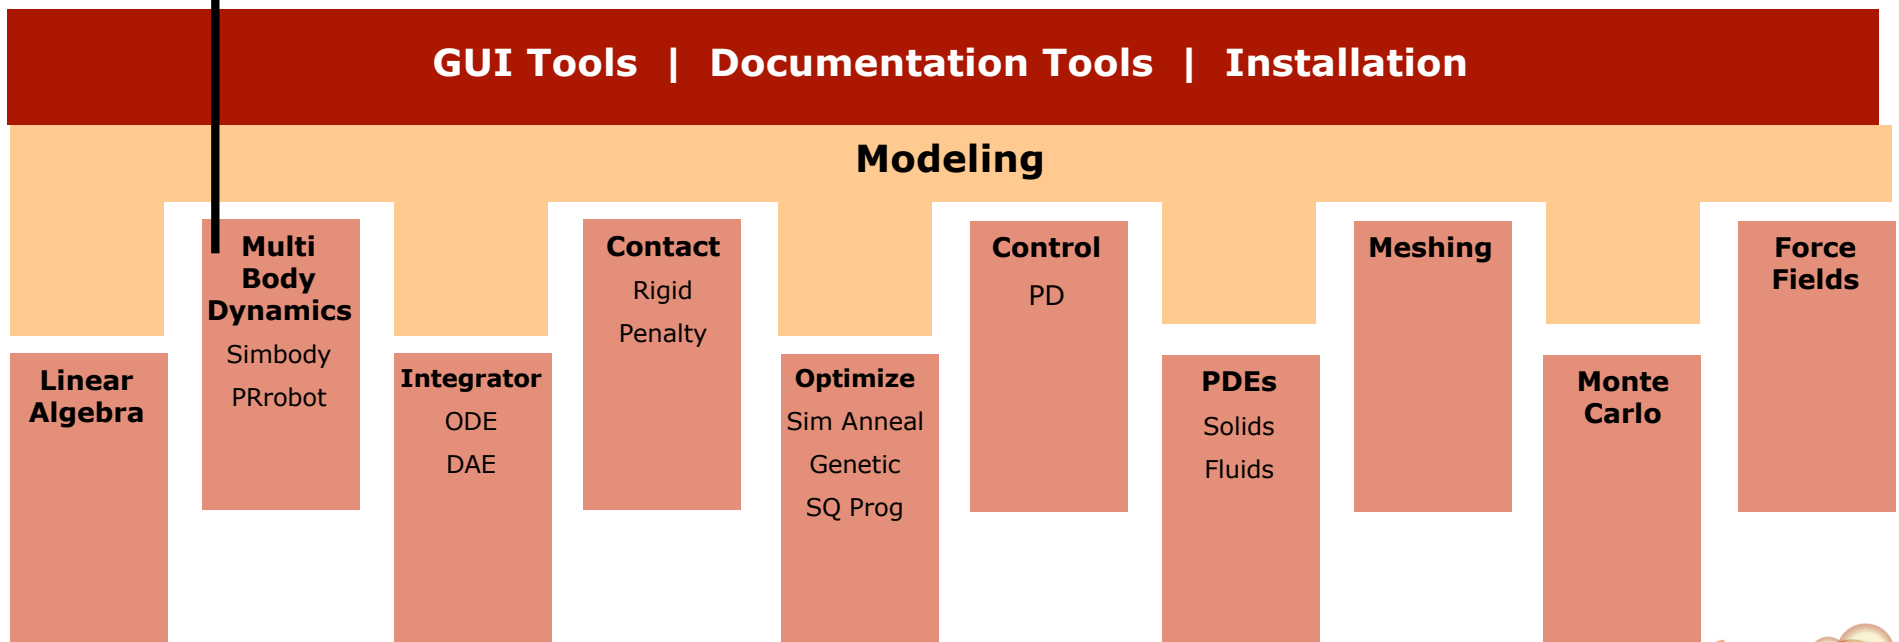 GUI Tools | Documentation Tools | Installation
Modeling
Linear
Algebra
Multi
Body
Dynamics
Simbody
PRrobot
Integrator
ODE
DAE
Contact
Rigid
Penalty
Optimize
Sim Anneal
Genetic
SQ Prog
Control
PD
PDEs
Solids
Fluids
Meshing
Monte
Carlo
Force
Fields